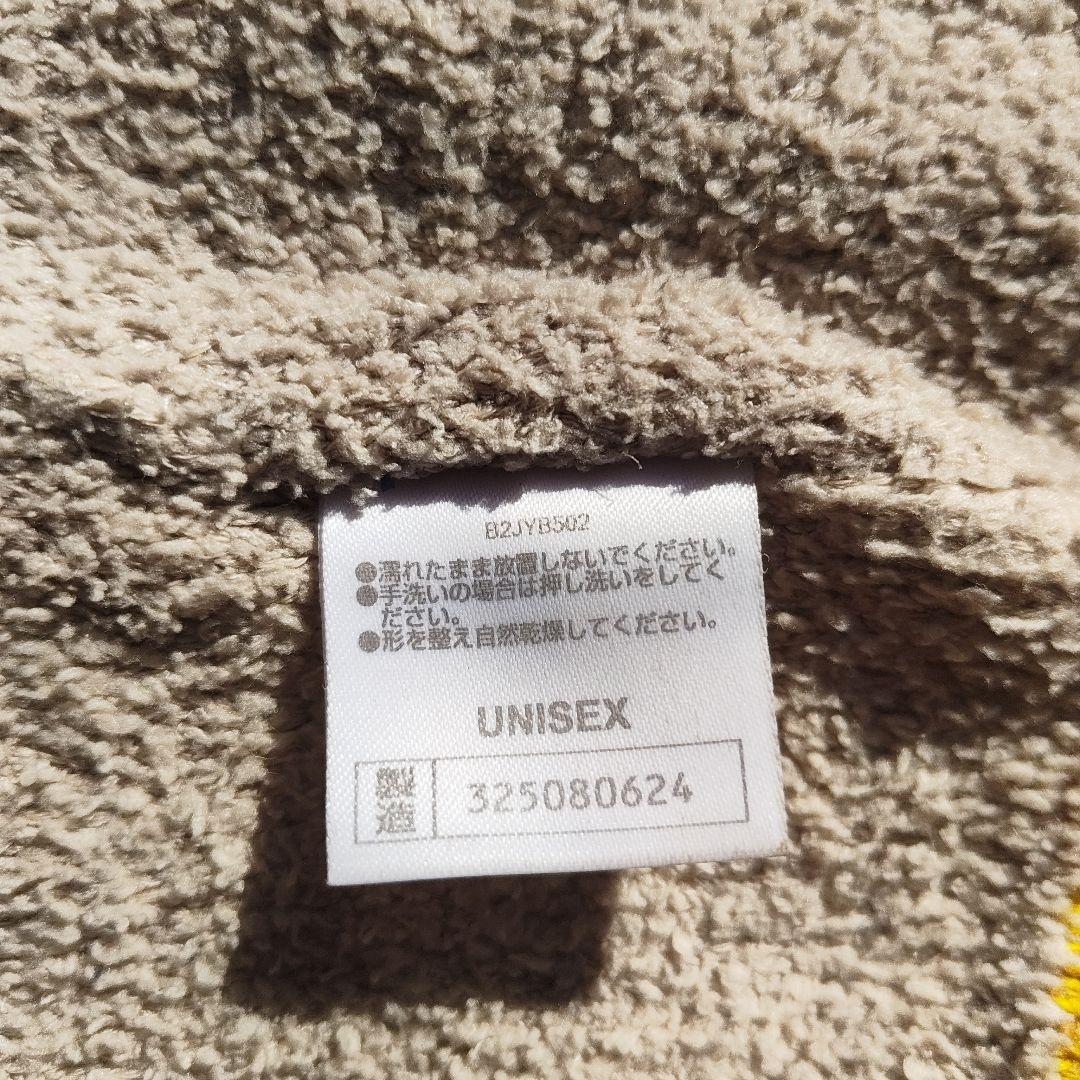 B2JYB502
●濡れたまま放置しないでください。
●手洗いの場合は押し洗いをしてく
ださい。
●形を整え自然乾燥してください。
UNISEX
製造 325080624